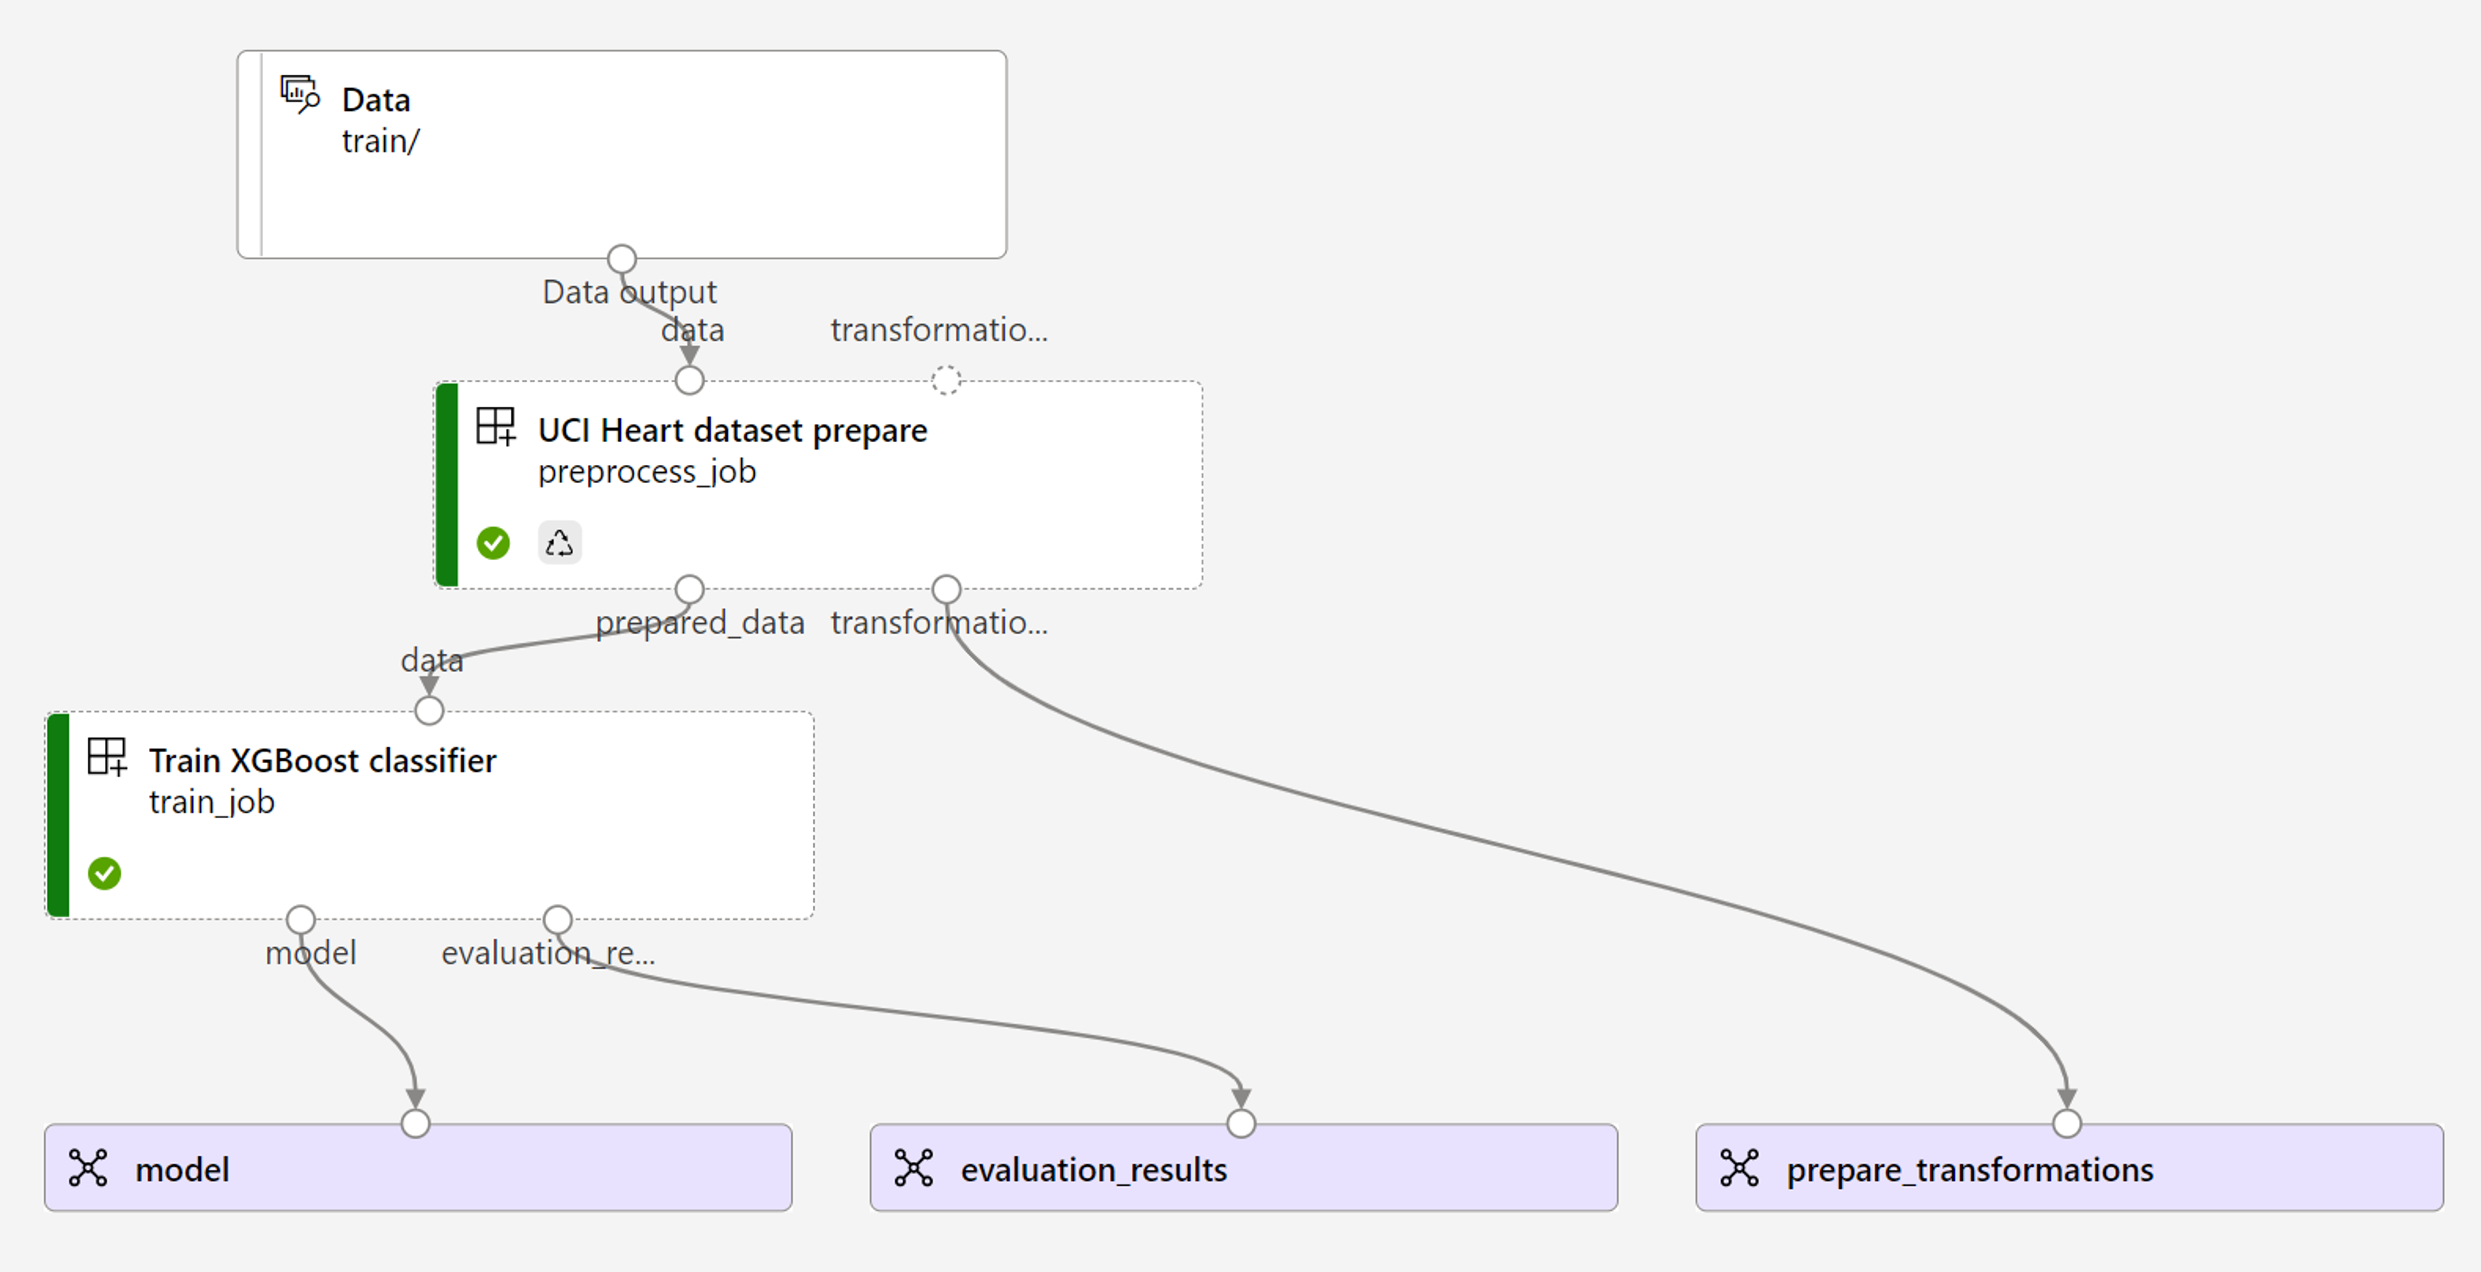 Data
train/
Data output
data
transformatio...
UCI Heart dataset prepare
preprocess_job
prepared_data
transformatio...
data
Train XGBoost classifier
train_job
model
evaluation_re...
model
evaluation_results
prepare_transformations